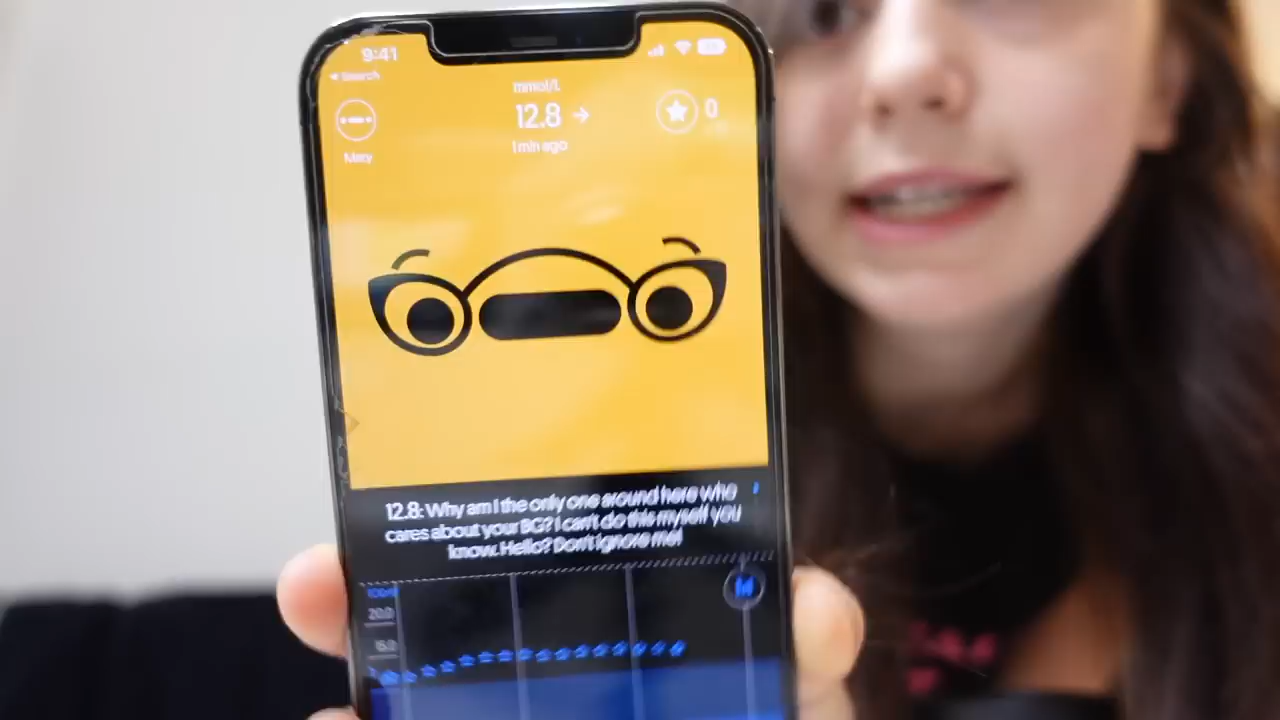 9:41
Search
mmol/L
12.8 →
0
1 min ago
Mary
12.8: Why am I the only one around here who
cares about your BG? I can't do this myself you
know. Hello? Don't ignore me!
M
20.0
15.0